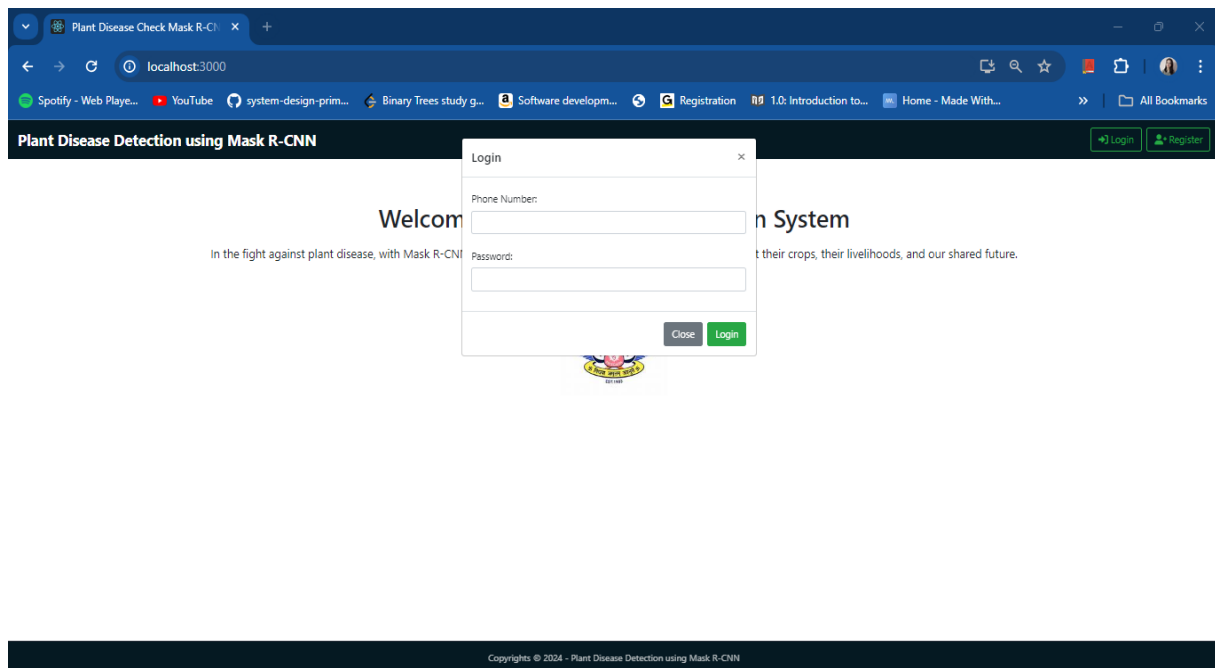 Plant Disease Check Mask R-CN
localhost:3000
Spotify - Web Playe... YouTube system-design-prim... Binary Trees study g... Software developm... Registration 1.0: Introduction to... Home - Made With... All Bookmarks
Plant Disease Detection using Mask R-CNN Login Register
Login
Phone Number:
Welcom n System
In the fight against plant disease, with Mask R-CN t their crops, their livelihoods, and our shared future.
Password:
Close Login
Copyrights © 2024 - Plant Disease Detection using Mask R-CNN